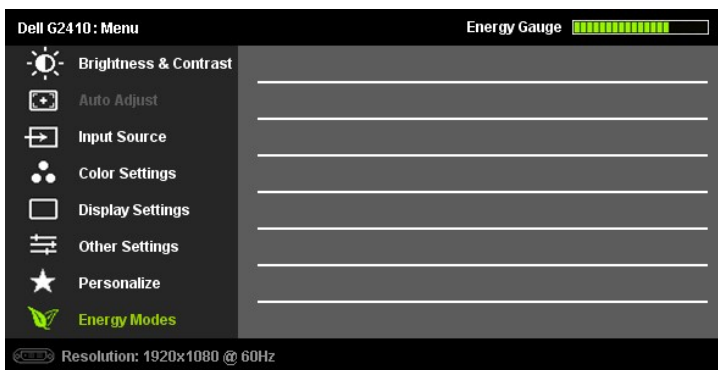 Dell G2410 : Menu
Energy Gauge
Brightness & Contrast
Auto Adjust
Input Source
Color Settings
Display Settings
Other Settings
Personalize
Energy Modes
Resolution: 1920x1080 @ 60Hz